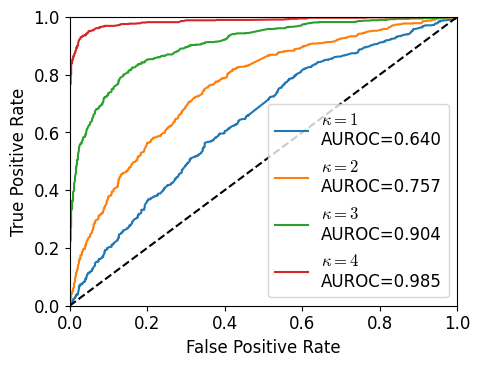 1.0
0.8
0.6
0.4
0.2
0.0
True Positive Rate
κ = 1
AUROC=0.640
κ = 2
AUROC=0.757
κ = 3
AUROC=0.904
κ = 4
AUROC=0.985
0.0 0.2 0.4 0.6 0.8 1.0
False Positive Rate